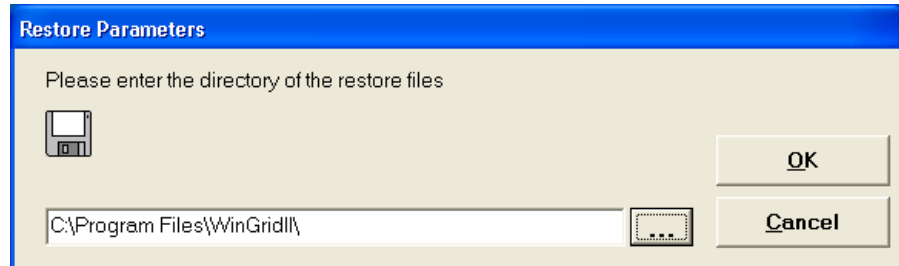 Restore Parameters
Please enter the directory of the restore files
OK
C:\Program Files\WinGridII\
...
Cancel